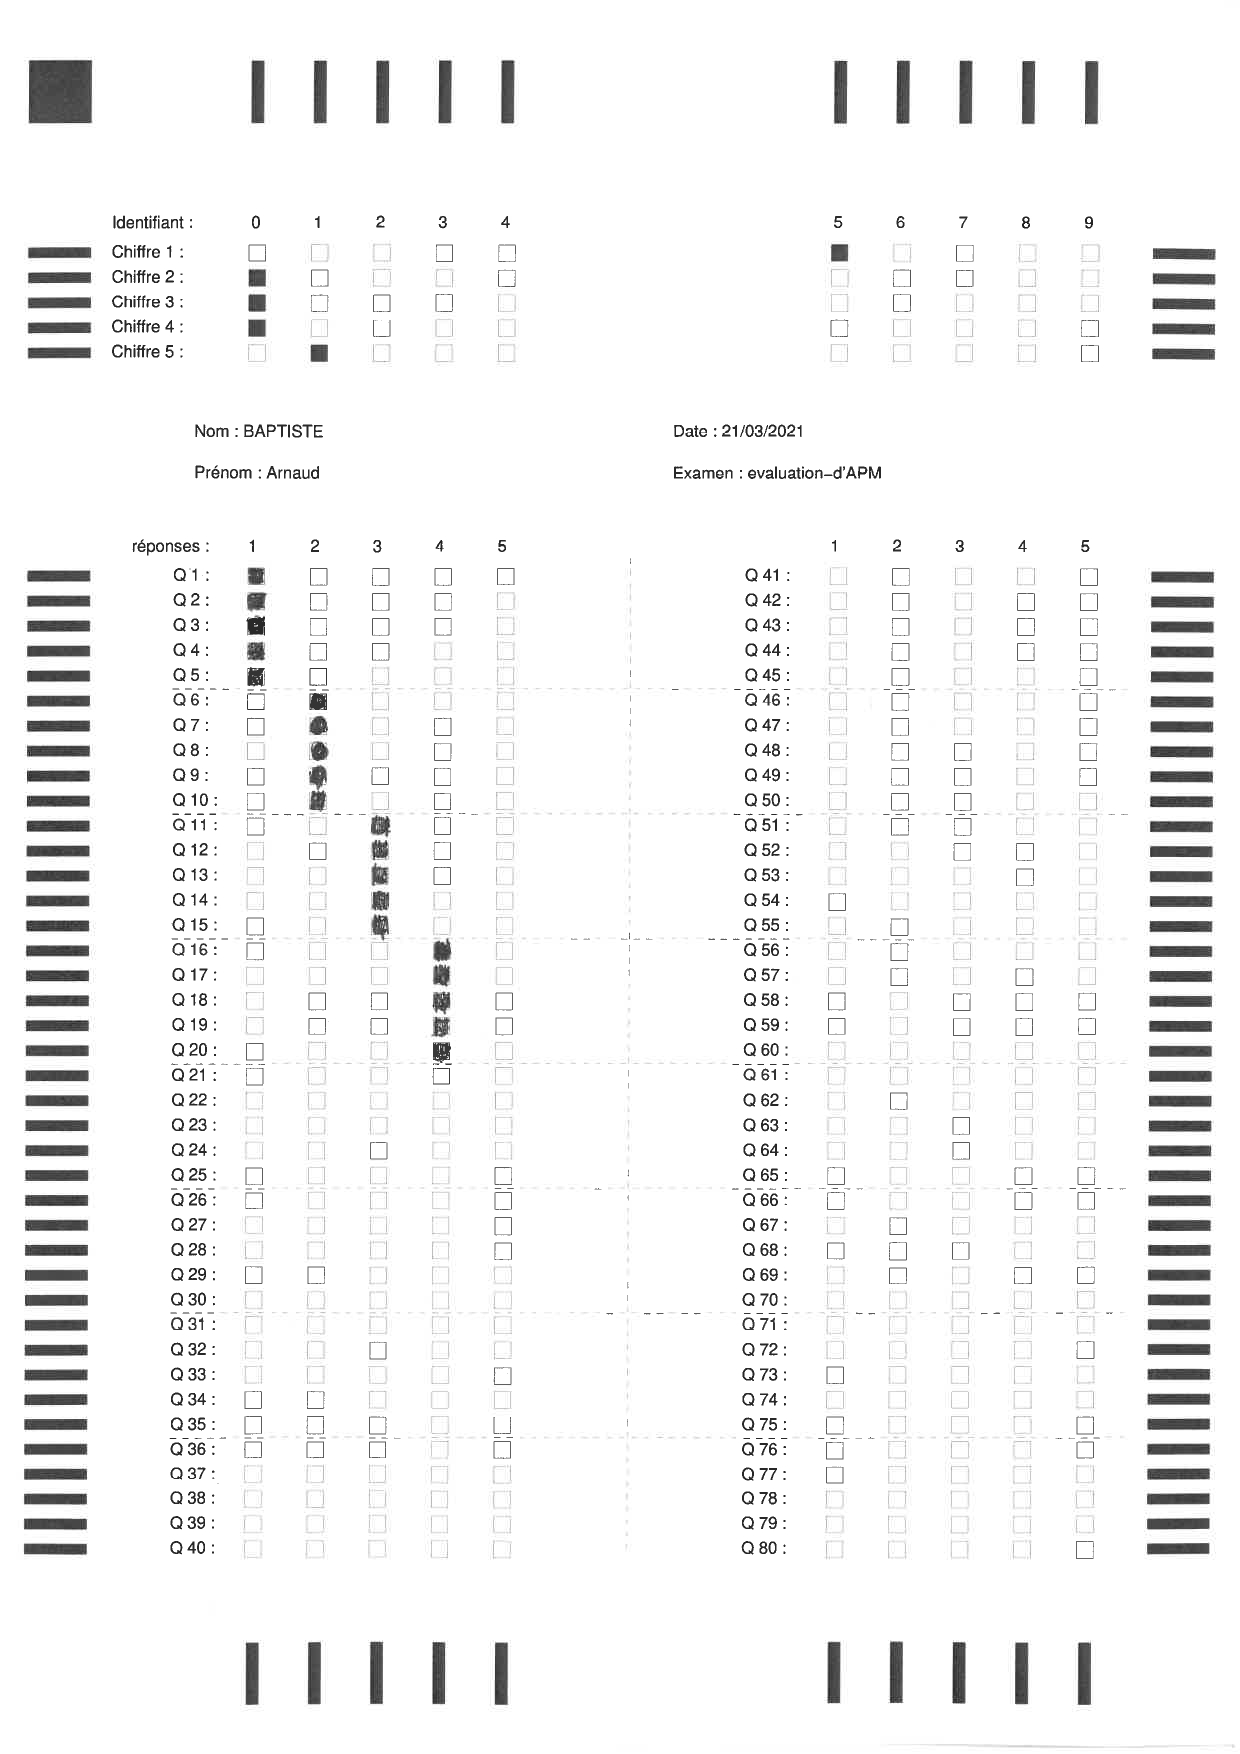 Identifiant : 0 1 2 3 4 5 6 7 8 9
Chiffre 1 :
Chiffre 2 :
Chiffre 3 :
Chiffre 4 :
Chiffre 5 :
Nom : BAPTISTE Date : 21/03/2021
Prénom : Arnaud Examen : evaluation–d'APM
réponses : 1 2 3 4 5 1 2 3 4 5
Q 1 : Q 41 :
Q 2 : Q 42 :
Q 3 : Q 43 :
Q 4 : Q 44 :
Q 5 : Q 45 :
Q 6 : Q 46 :
Q 7 : Q 47 :
Q 8 : Q 48 :
Q 9 : Q 49 :
Q 10 : Q 50 :
Q 11 : Q 51 :
Q 12 : Q 52 :
Q 13 : Q 53 :
Q 14 : Q 54 :
Q 15 : Q 55 :
Q 16 : Q 56 :
Q 17 : Q 57 :
Q 18 : Q 58 :
Q 19 : Q 59 :
Q 20 : Q 60 :
Q 21 : Q 61 :
Q 22 : Q 62 :
Q 23 : Q 63 :
Q 24 : Q 64 :
Q 25 : Q 65 :
Q 26 : Q 66 :
Q 27 : Q 67 :
Q 28 : Q 68 :
Q 29 : Q 69 :
Q 30 : Q 70 :
Q 31 : Q 71 :
Q 32 : Q 72 :
Q 33 : Q 73 :
Q 34 : Q 74 :
Q 35 : Q 75 :
Q 36 : Q 76 :
Q 37 : Q 77 :
Q 38 : Q 78 :
Q 39 : Q 79 :
Q 40 : Q 80 :